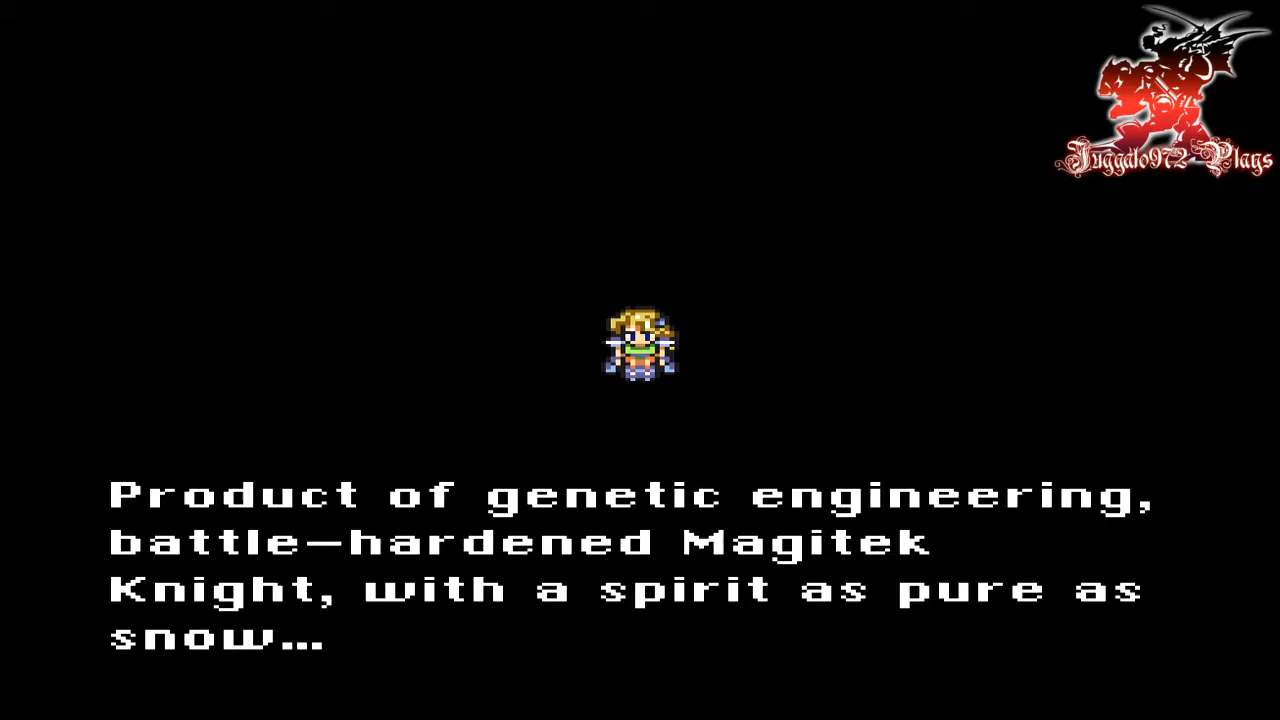 Juggalo972 Plays
Product of genetic engineering,
battle-hardened Magitek
Knight, with a spirit as pure as
snow...